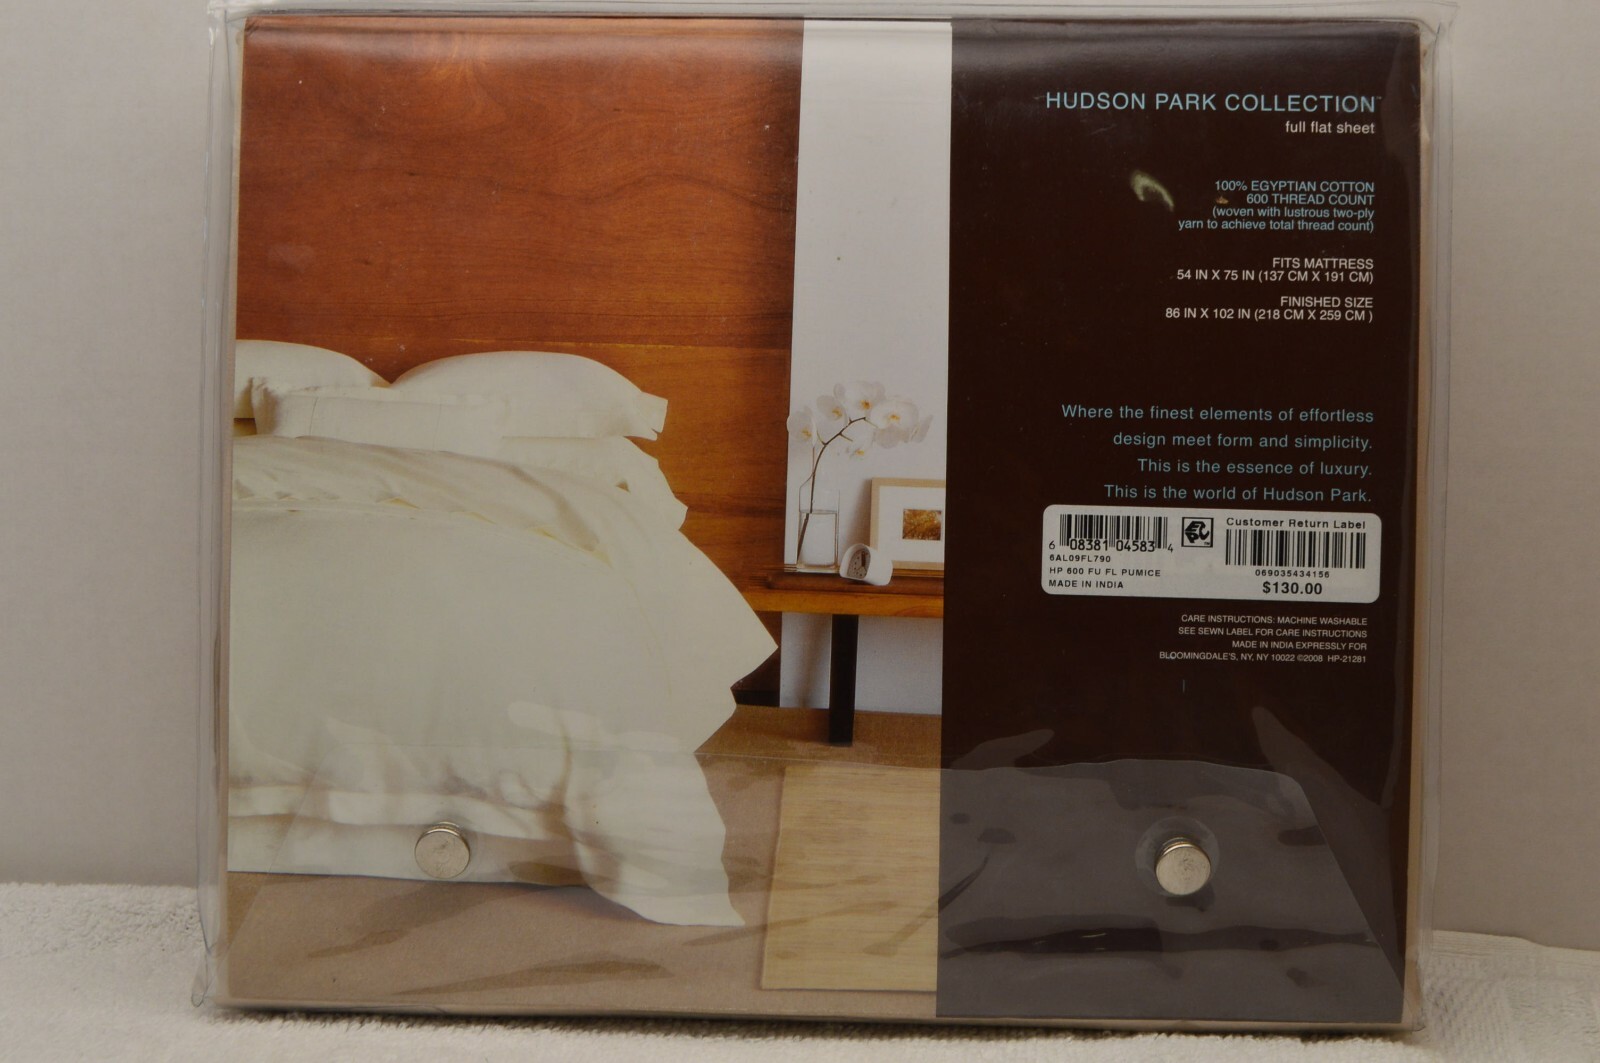 HUDSON PARK COLLECTION™
full flat sheet
100% EGYPTIAN COTTON
600 THREAD COUNT
(woven with lustrous two-ply
yarn to achieve total thread count)
FITS MATTRESS
54 IN X 75 IN (137 CM X 191 CM)
FINISHED SIZE
86 IN X 102 IN (218 CM X 259 CM )
Where the finest elements of effortless
design meet form and simplicity.
This is the essence of luxury.
This is the world of Hudson Park.
6 08381 04583 4
6AL09FL790
HP 600 FU FL PUMICE
MADE IN INDIA
Customer Return Label
069035434156
$130.00
CARE INSTRUCTIONS: MACHINE WASHABLE
SEE SEWN LABEL FOR CARE INSTRUCTIONS
MADE IN INDIA EXPRESSLY FOR
BLOOMINGDALE'S, NY, NY 10022 ©2008 HP-21281